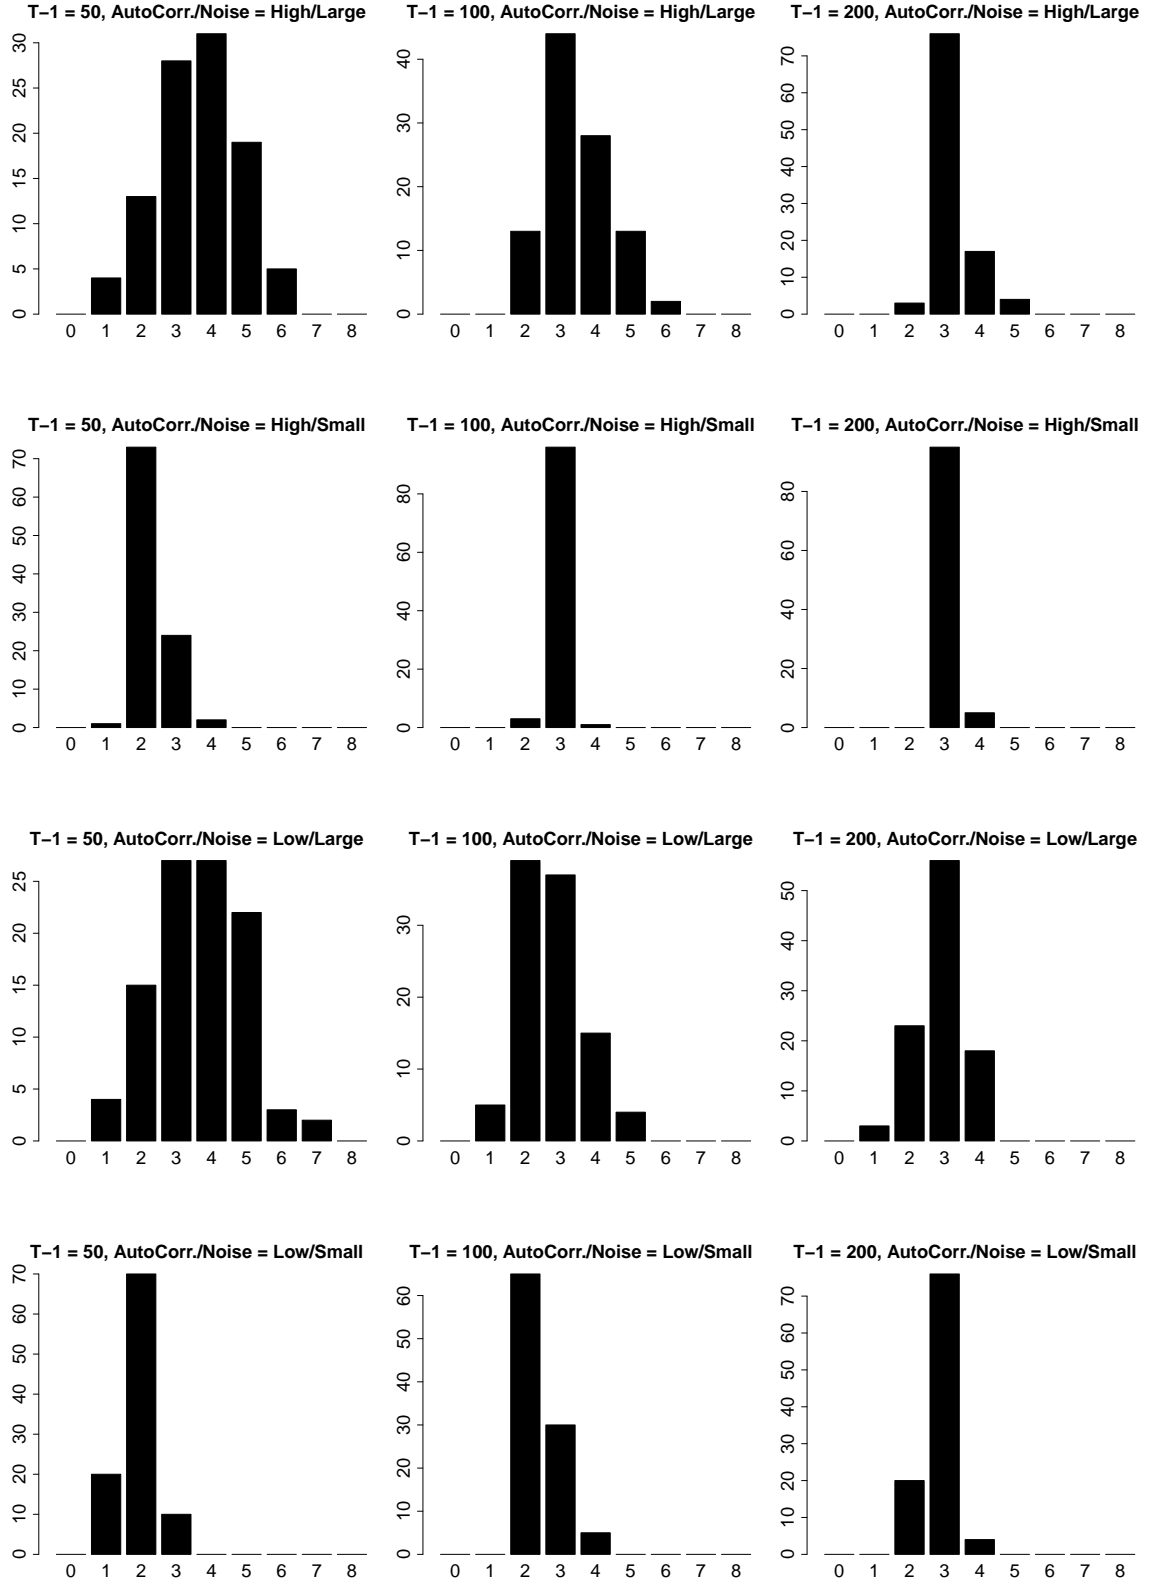 T−1 = 50, AutoCorr./Noise = High/Large
0 5 10 15 20 25 30
0 1 2 3 4 5 6 7 8
T−1 = 100, AutoCorr./Noise = High/Large
0 10 20 30 40
0 1 2 3 4 5 6 7 8
T−1 = 200, AutoCorr./Noise = High/Large
0 10 20 30 40 50 60 70
0 1 2 3 4 5 6 7 8
T−1 = 50, AutoCorr./Noise = High/Small
0 10 20 30 40 50 60 70
0 1 2 3 4 5 6 7 8
T−1 = 100, AutoCorr./Noise = High/Small
0 20 40 60 80
0 1 2 3 4 5 6 7 8
T−1 = 200, AutoCorr./Noise = High/Small
0 20 40 60 80
0 1 2 3 4 5 6 7 8
T−1 = 50, AutoCorr./Noise = Low/Large
0 5 10 15 20 25
0 1 2 3 4 5 6 7 8
T−1 = 100, AutoCorr./Noise = Low/Large
0 10 20 30
0 1 2 3 4 5 6 7 8
T−1 = 200, AutoCorr./Noise = Low/Large
0 10 20 30 40 50
0 1 2 3 4 5 6 7 8
T−1 = 50, AutoCorr./Noise = Low/Small
0 10 20 30 40 50 60 70
0 1 2 3 4 5 6 7 8
T−1 = 100, AutoCorr./Noise = Low/Small
0 10 20 30 40 50 60
0 1 2 3 4 5 6 7 8
T−1 = 200, AutoCorr./Noise = Low/Small
0 10 20 30 40 50 60 70
0 1 2 3 4 5 6 7 8